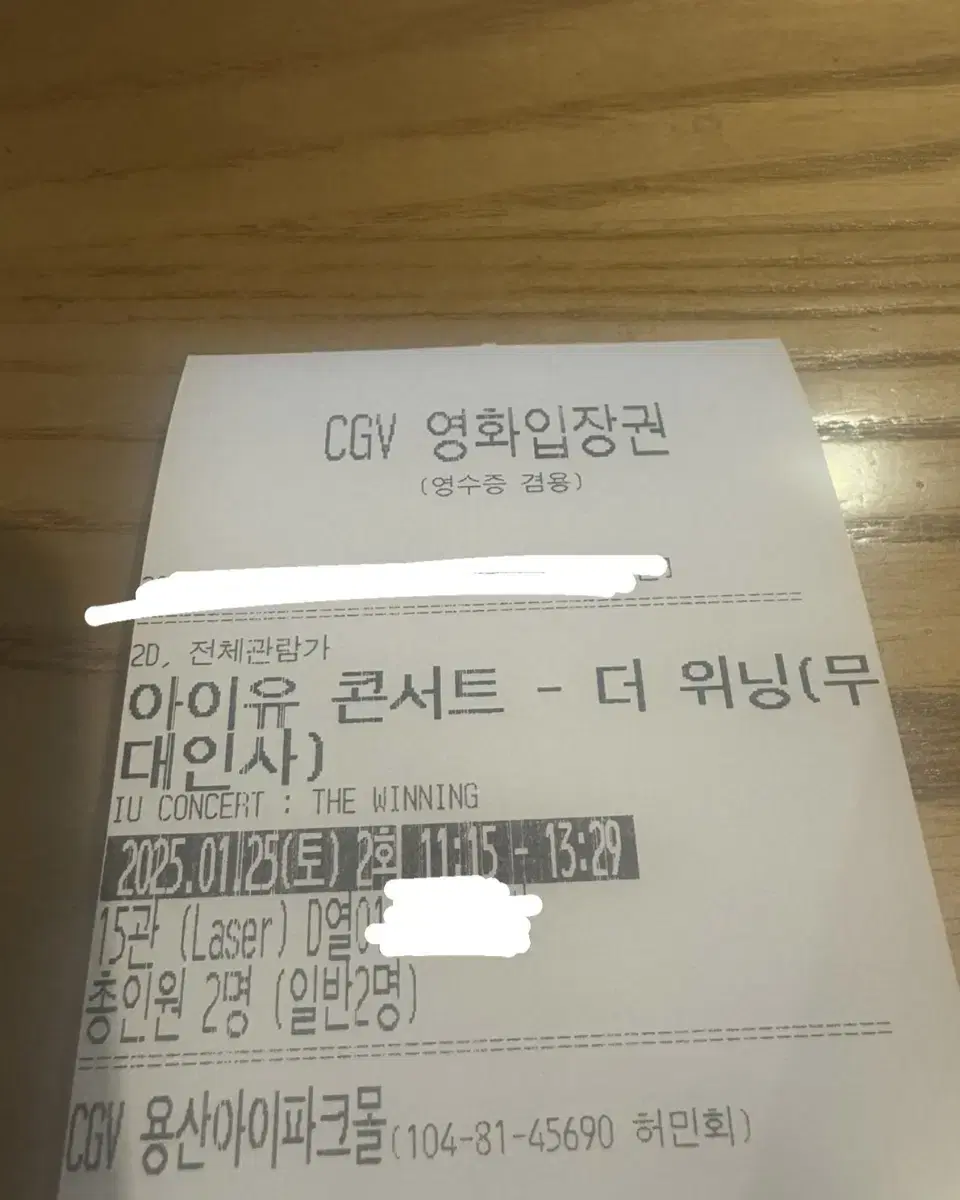 CGV 영화입장권
(영수증 겸용)
2D, 전체관람가
아이유 콘서트 - 더 위닝(무
대인사)
IU CONCERT : THE WINNING
2025.01.25(토) 2회 11:15 - 13:29
15관 (Laser) D열01
총인원 2명 (일반2명)
CGV 용산아이파크몰(104-81-45690 허민회)